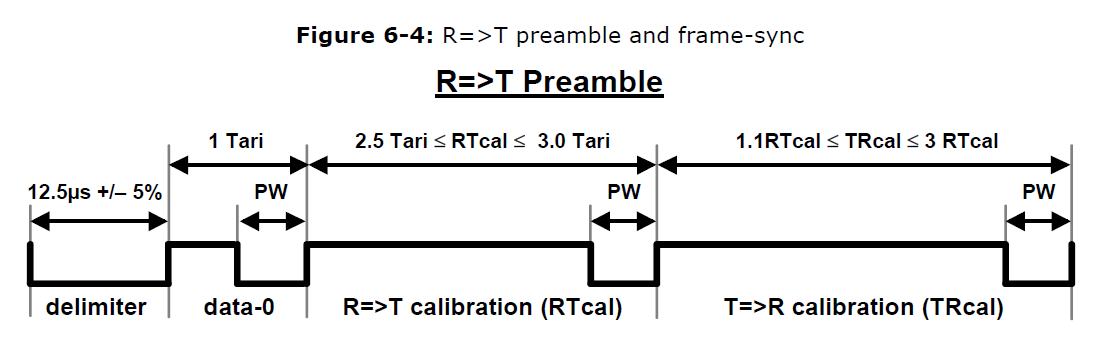 Figure 6-4: R=>T preamble and frame-sync
R=>T Preamble
1 Tari
2.5 Tari ≤ RTcal ≤ 3.0 Tari
1.1RTcal ≤ TRcal ≤ 3 RTcal
12.5µs +/– 5%
PW
PW
PW
delimiter
data-0
R=>T calibration (RTcal)
T=>R calibration (TRcal)